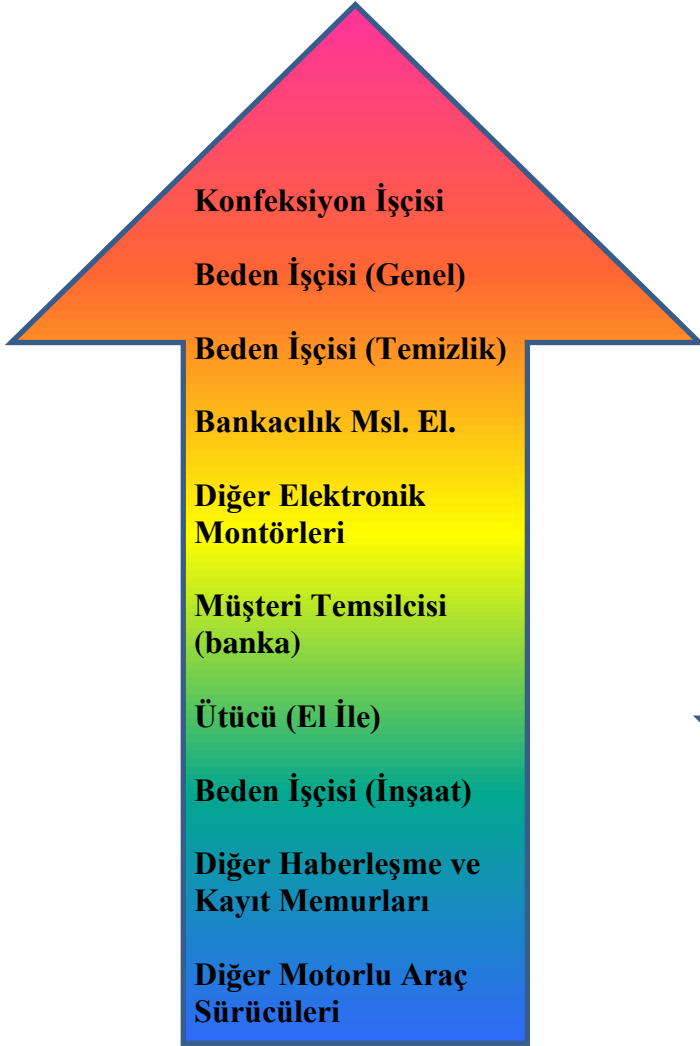 Konfeksiyon İşçisi
Beden İşçisi (Genel)
Beden İşçisi (Temizlik)
Bankacılık Msl. El.
Diğer Elektronik
Montörleri
Müşteri Temsilcisi
(banka)
Ütücü (El İle)
Beden İşçisi (İnşaat)
Diğer Haberleşme ve
Kayıt Memurları
Diğer Motorlu Araç
Sürücüleri